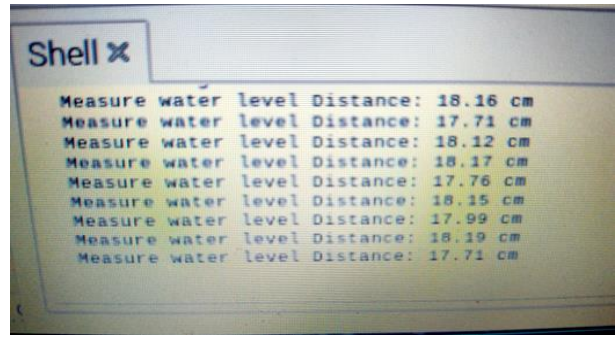 Shell ×
Measure water level Distance: 18.16 cm
Measure water level Distance: 17.71 cm
Measure water level Distance: 18.12 cm
Measure water level Distance: 18.17 cm
Measure water level Distance: 17.76 cm
Measure water level Distance: 18.15 cm
Measure water level Distance: 17.99 cm
Measure water level Distance: 18.19 cm
Measure water level Distance: 17.71 cm